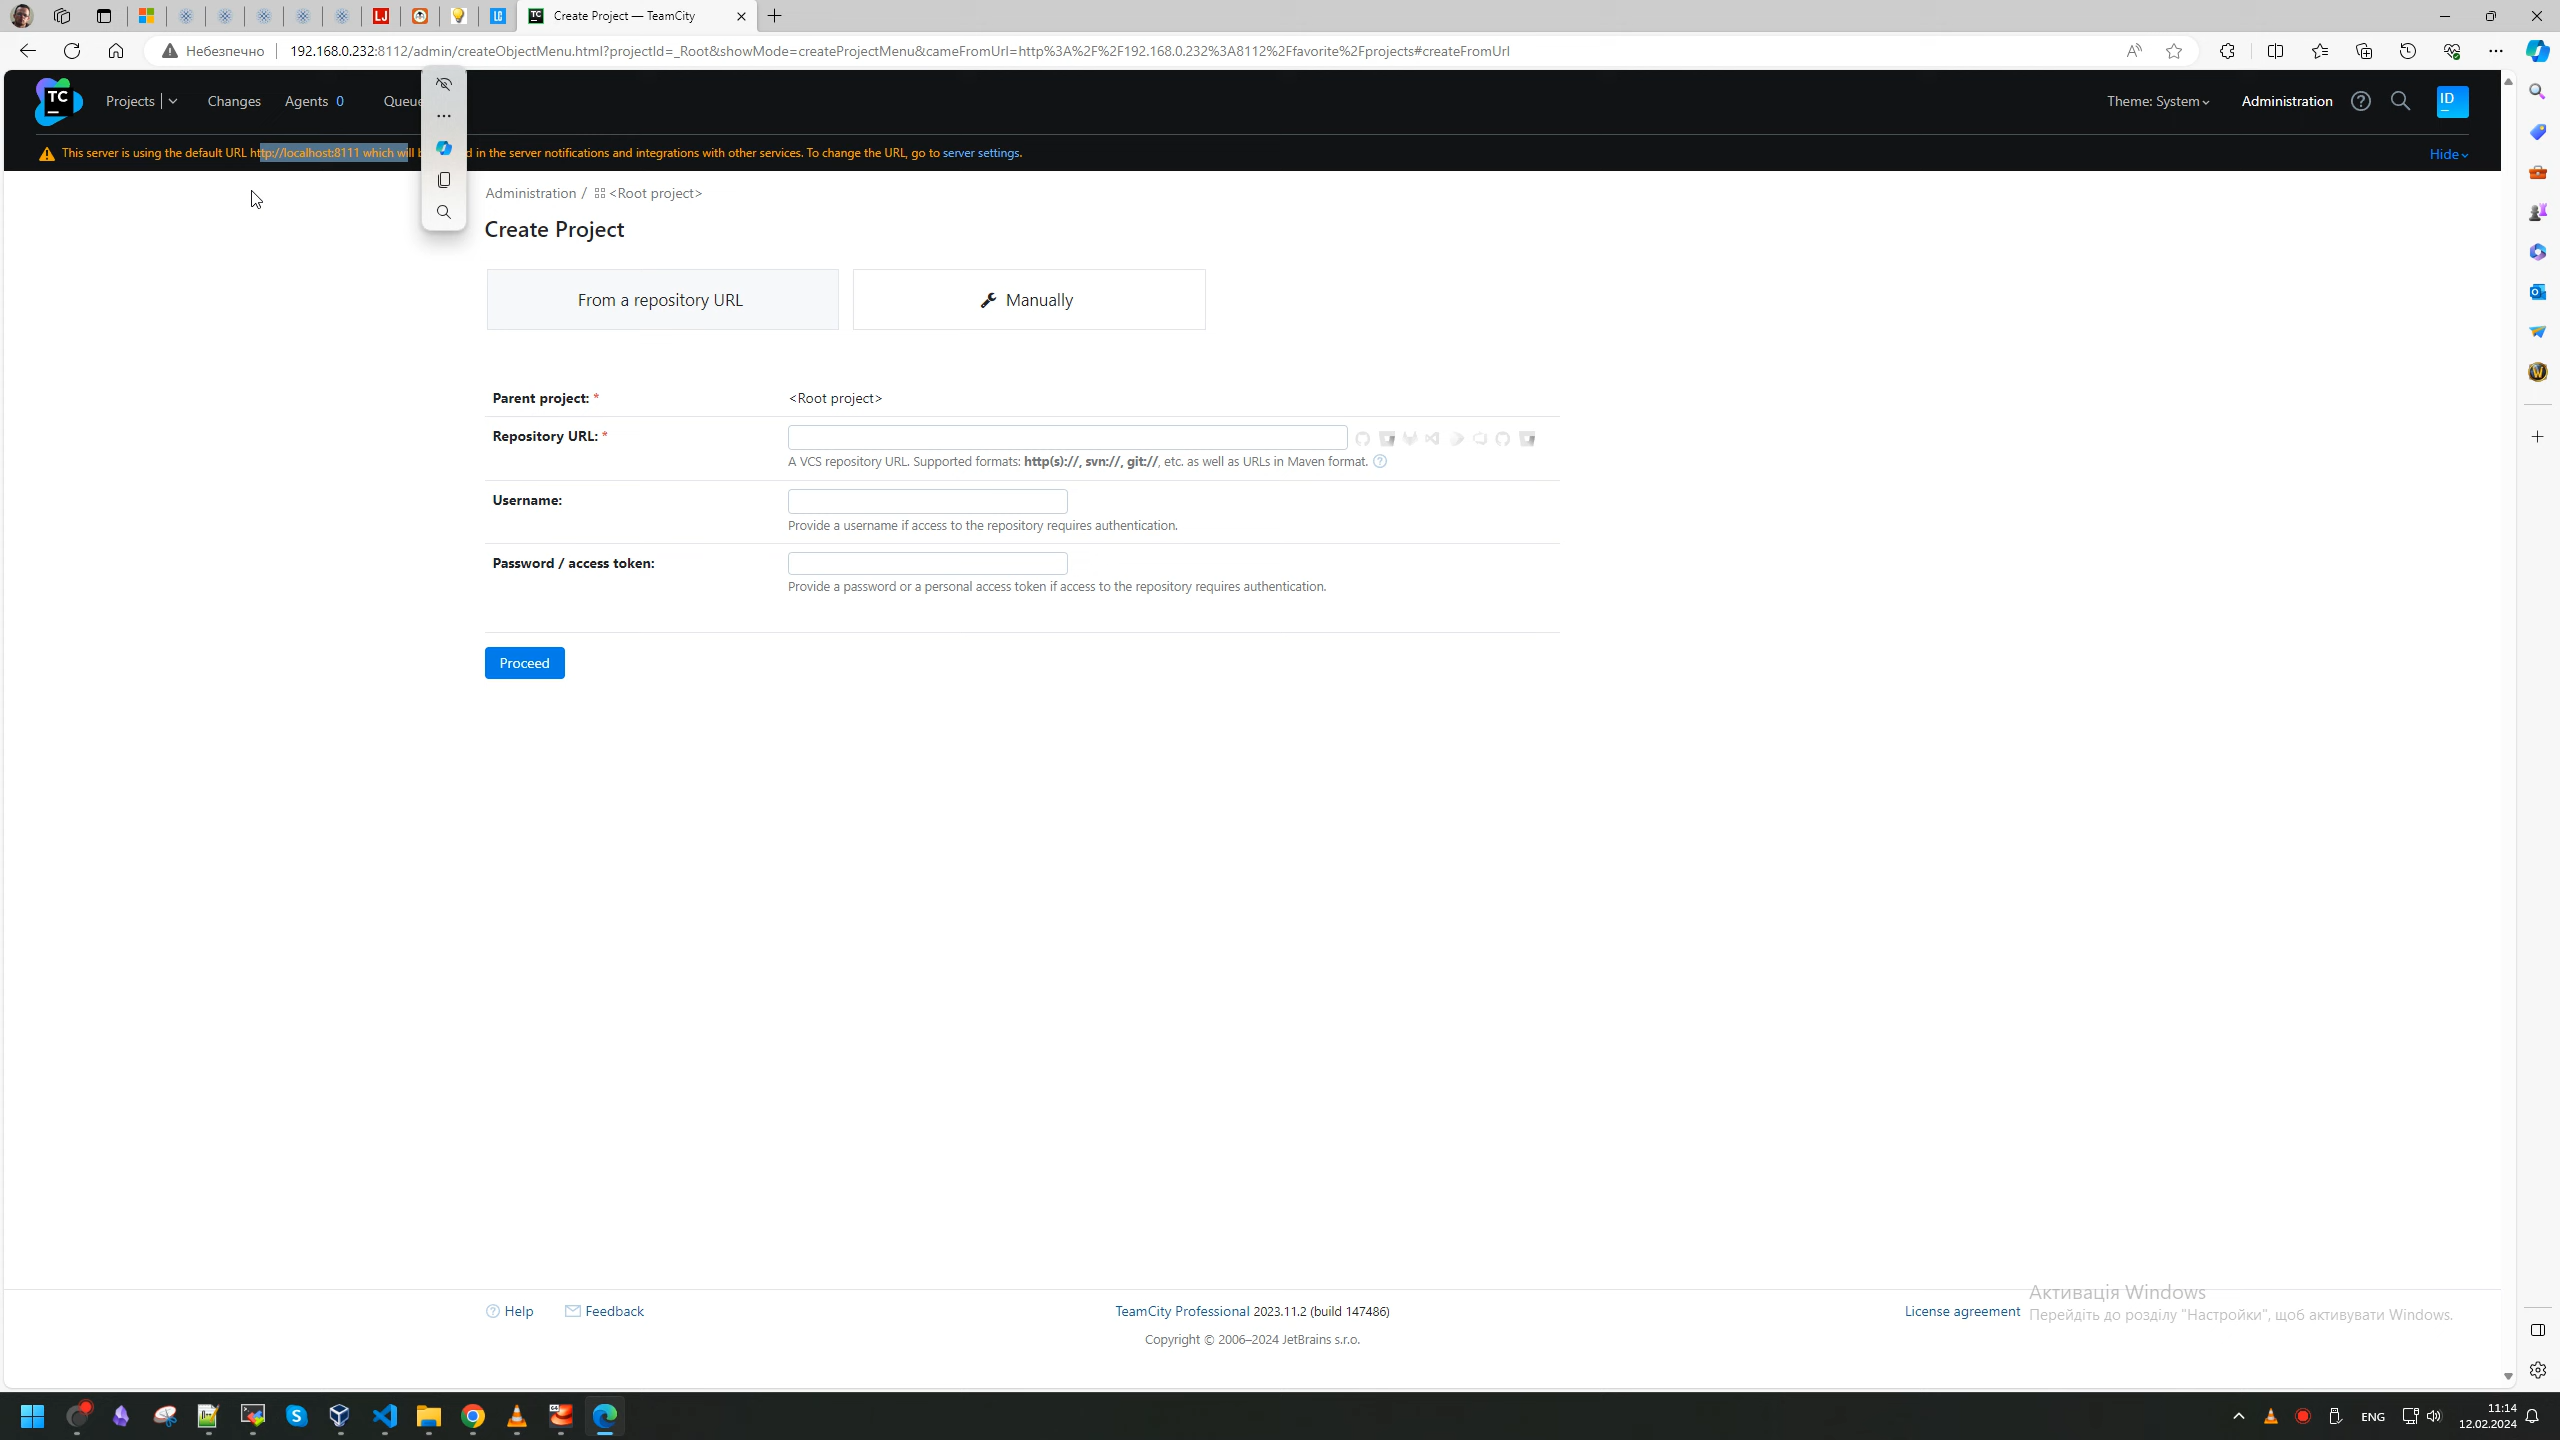 Create Project — TeamCity
Небезпечно
192.168.0.232:8112/admin/createObjectMenu.html?projectId=_Root&showMode=createProjectMenu&cameFromUrl=http%3A%2F%2F192.168.0.232%3A8112%2Ffavorite%2Fprojects#createFromUrl
TC
Projects
Changes
Agents 0
Queue
Theme: System
Administration
ID
This server is using the default URL http://localhost:8111 which will b d in the server notifications and integrations with other services. To change the URL, go to server settings.
Hide
Administration / <Root project>
Create Project
From a repository URL
Manually
Parent project: *
<Root project>
Repository URL: *
A VCS repository URL. Supported formats: http(s)://, svn://, git://, etc. as well as URLs in Maven format.
Username:
Provide a username if access to the repository requires authentication.
Password / access token:
Provide a password or a personal access token if access to the repository requires authentication.
Proceed
Активація Windows
Перейдіть до розділу "Настройки", щоб активувати Windows.
Help
Feedback
TeamCity Professional 2023.11.2 (build 147486)
License agreement
Copyright © 2006–2024 JetBrains s.r.o.
ENG
11:14
12.02.2024